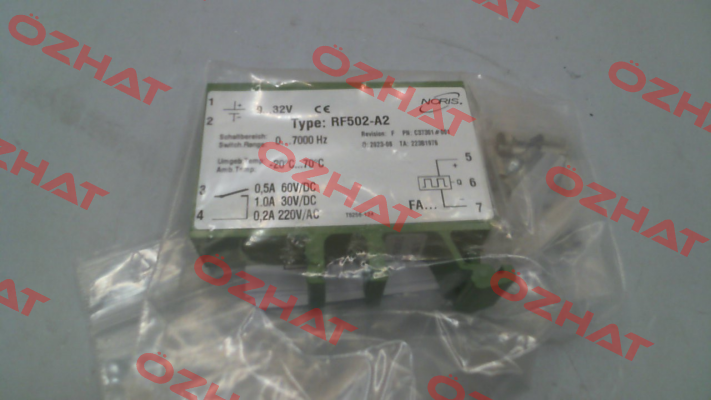 ÖZHAT
ÖZHAT
ÖZHAT
ÖZHAT
1
2
32V CE
NORIS
Type: RF502-A2
Schaltbereich:
Switch.Range: 0...7000 Hz
Revision: F
Umgeb.Temp.
Amb.Temp. -20°C...70°C
3
4
0,5A 60V/DC
1.0A 30V/DC
0,2A 220V/AC
5
6
7
+
Q
FA...
ÖZHAT
ÖZHAT
ÖZHAT
ÖZHAT
ÖZHAT
ÖZHAT
ÖZHAT